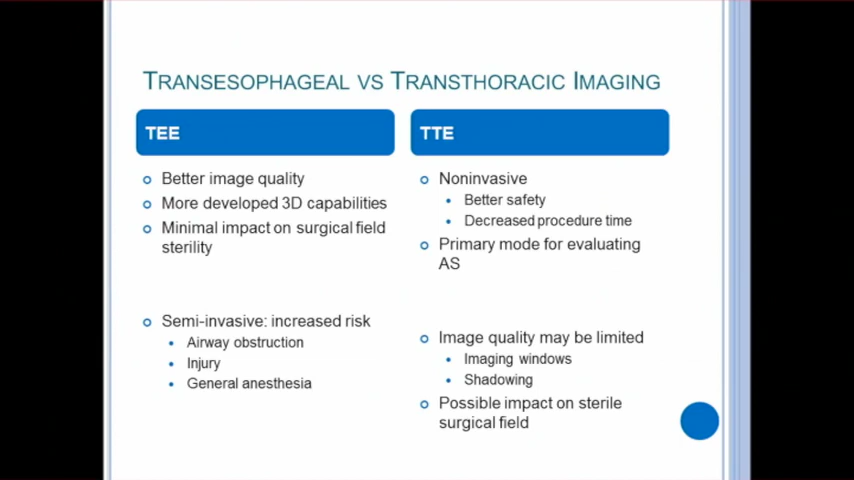 TRANSESOPHAGEAL VS TRANSTHORACIC IMAGING
TEE
Better image quality
More developed 3D capabilities
Minimal impact on surgical field
sterility
Semi-invasive: increased risk
Airway obstruction
Injury
General anesthesia
TTE
Noninvasive
Better safety
Decreased procedure time
Primary mode for evaluating
AS
Image quality may be limited
Imaging windows
Shadowing
Possible impact on sterile
surgical field